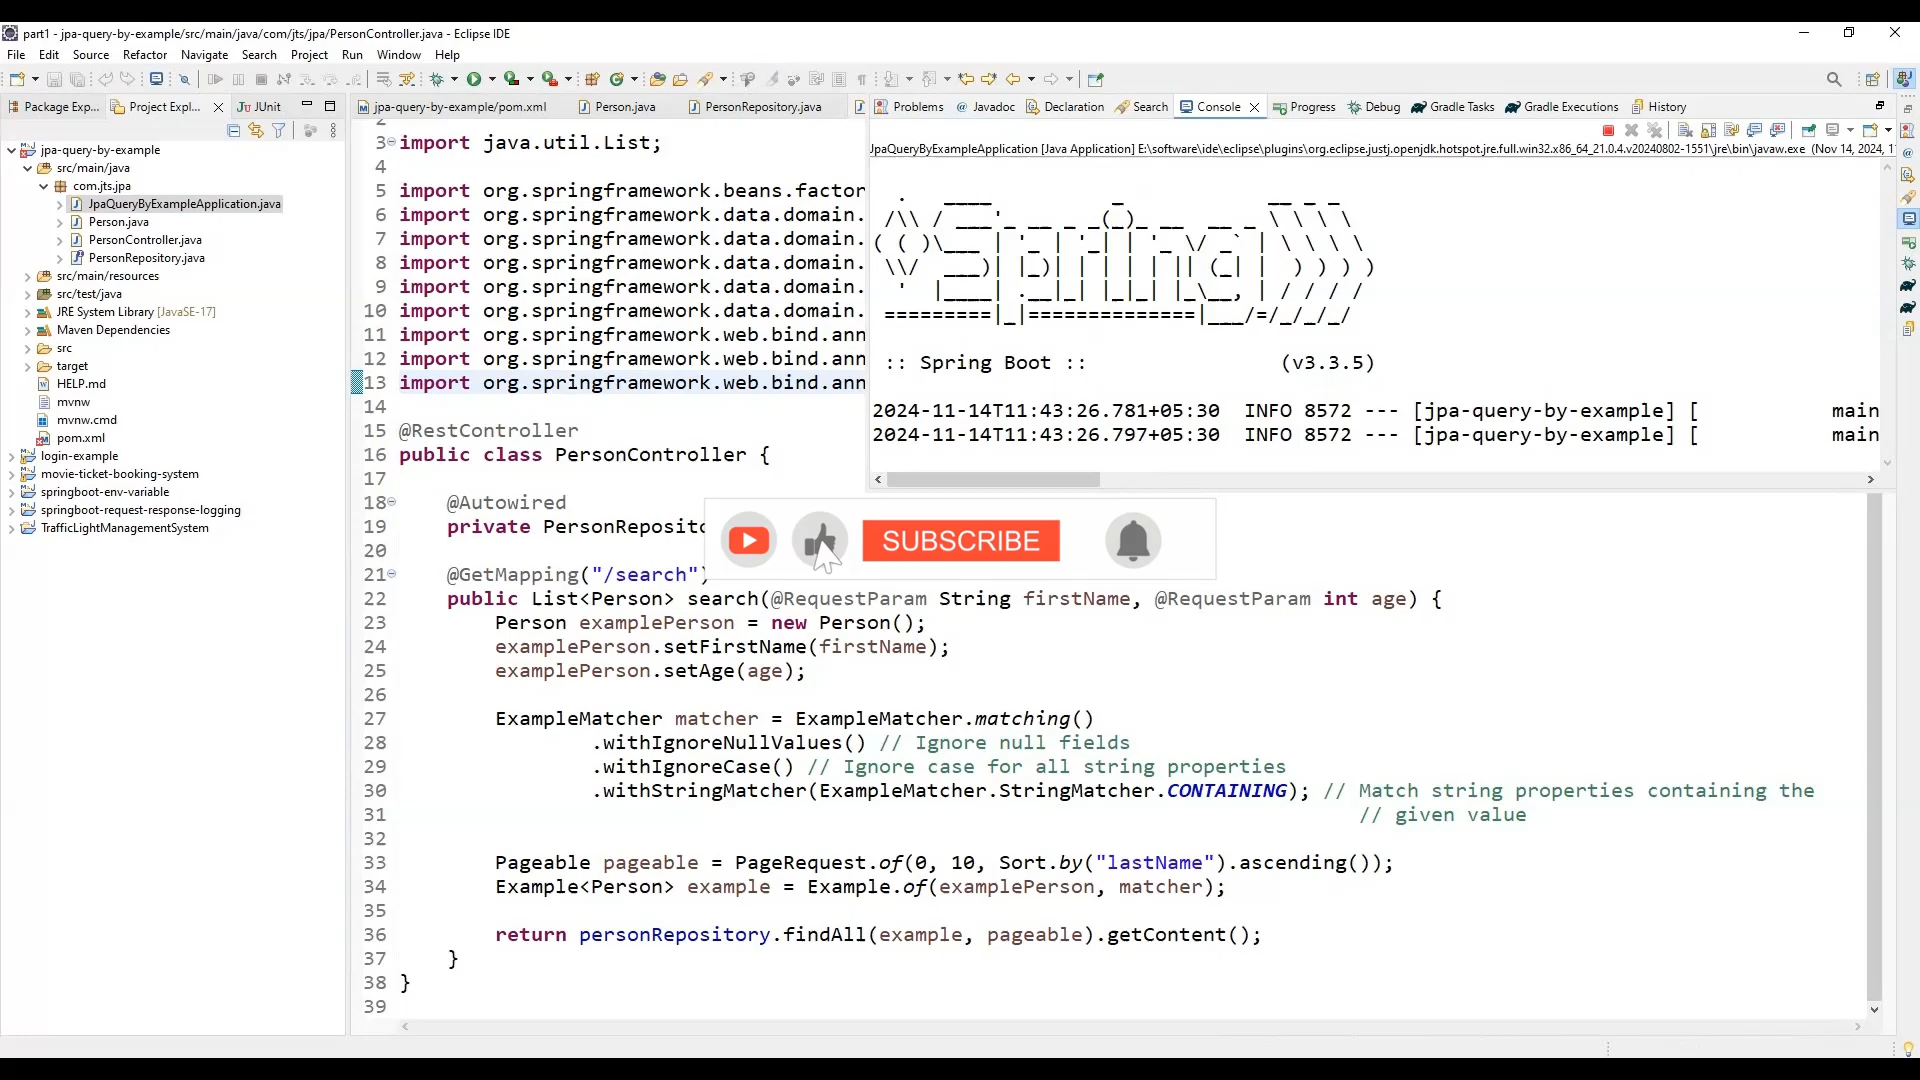 part1 - jpa-query-by-example/src/main/java/com/jts/jpa/PersonController.java - Eclipse IDE
File Edit Source Refactor Navigate Search Project Run Window Help
Package Exp... Project Expl... JUnit
jpa-query-by-example/pom.xml Person.java PersonRepository.java
Problems Javadoc Declaration Search Console Progress Debug Gradle Tasks Gradle Executions History
JpaQueryByExampleApplication [Java Application] E:\software\ide\eclipse\plugins\org.eclipse.justj.openjdk.hotspot.jre.full.win32.x86_64_21.0.4.v20240802-1551\jre\bin\javaw.exe (Nov 14, 2024, 1
jpa-query-by-example
src/main/java
com.jts.jpa
JpaQueryByExampleApplication.java
Person.java
PersonController.java
PersonRepository.java
src/main/resources
src/test/java
JRE System Library [JavaSE-17]
Maven Dependencies
src
target
HELP.md
mvnw
mvnw.cmd
pom.xml
login-example
movie-ticket-booking-system
springboot-env-variable
springboot-request-response-logging
TrafficLightManagementSystem
:: Spring Boot :: (v3.3.5)
2024-11-14T11:43:26.781+05:30 INFO 8572 --- [jpa-query-by-example] [ main
2024-11-14T11:43:26.797+05:30 INFO 8572 --- [jpa-query-by-example] [ main
3 import java.util.List;
4
5 import org.springframework.beans.factor
6 import org.springframework.data.domain.
7 import org.springframework.data.domain.
8 import org.springframework.data.domain.
9 import org.springframework.data.domain.
10 import org.springframework.data.domain.
11 import org.springframework.web.bind.ann
12 import org.springframework.web.bind.ann
13 import org.springframework.web.bind.ann
14
15 @RestController
16 public class PersonController {
17
18 @Autowired
19 private PersonReposito
SUBSCRIBE
20
21 @GetMapping("/search")
22 public List<Person> search(@RequestParam String firstName, @RequestParam int age) {
23 Person examplePerson = new Person();
24 examplePerson.setFirstName(firstName);
25 examplePerson.setAge(age);
26
27 ExampleMatcher matcher = ExampleMatcher.matching()
28 .withIgnoreNullValues() // Ignore null fields
29 .withIgnoreCase() // Ignore case for all string properties
30 .withStringMatcher(ExampleMatcher.StringMatcher.CONTAINING); // Match string properties containing the
31 // given value
32
33 Pageable pageable = PageRequest.of(0, 10, Sort.by("lastName").ascending());
34 Example<Person> example = Example.of(examplePerson, matcher);
35
36 return personRepository.findAll(example, pageable).getContent();
37 }
38 }
39